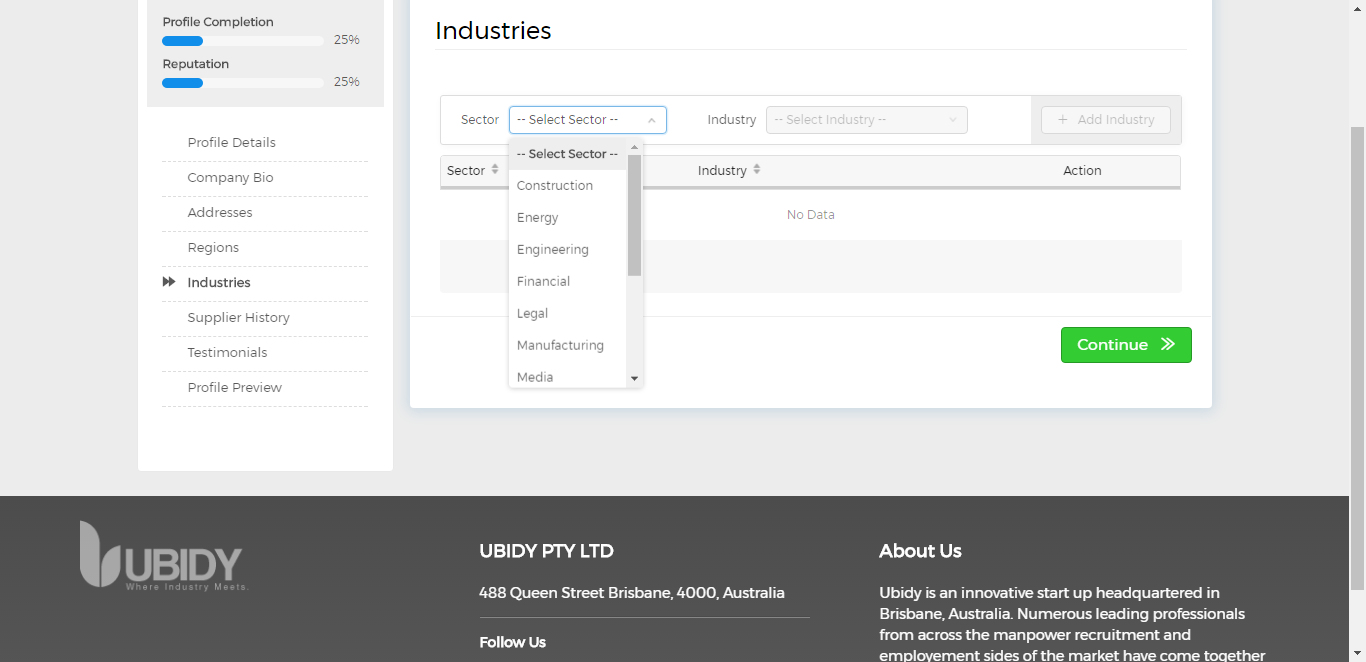 Profile Completion
25%
Reputation
25%
Profile Details
Company Bio
Addresses
Regions
Industries
Supplier History
Testimonials
Profile Preview
Industries
Sector -- Select Sector -- Industry -- Select Industry -- + Add Industry
-- Select Sector --
Construction
Energy
Engineering
Financial
Legal
Manufacturing
Media
Sector Industry Action
No Data
Continue
UBIDY
Where Industry Meets.
UBIDY PTY LTD
488 Queen Street Brisbane, 4000, Australia
Follow Us
About Us
Ubidy is an innovative start up headquartered in
Brisbane, Australia. Numerous leading professionals
from across the manpower recruitment and
employement sides of the market have come together